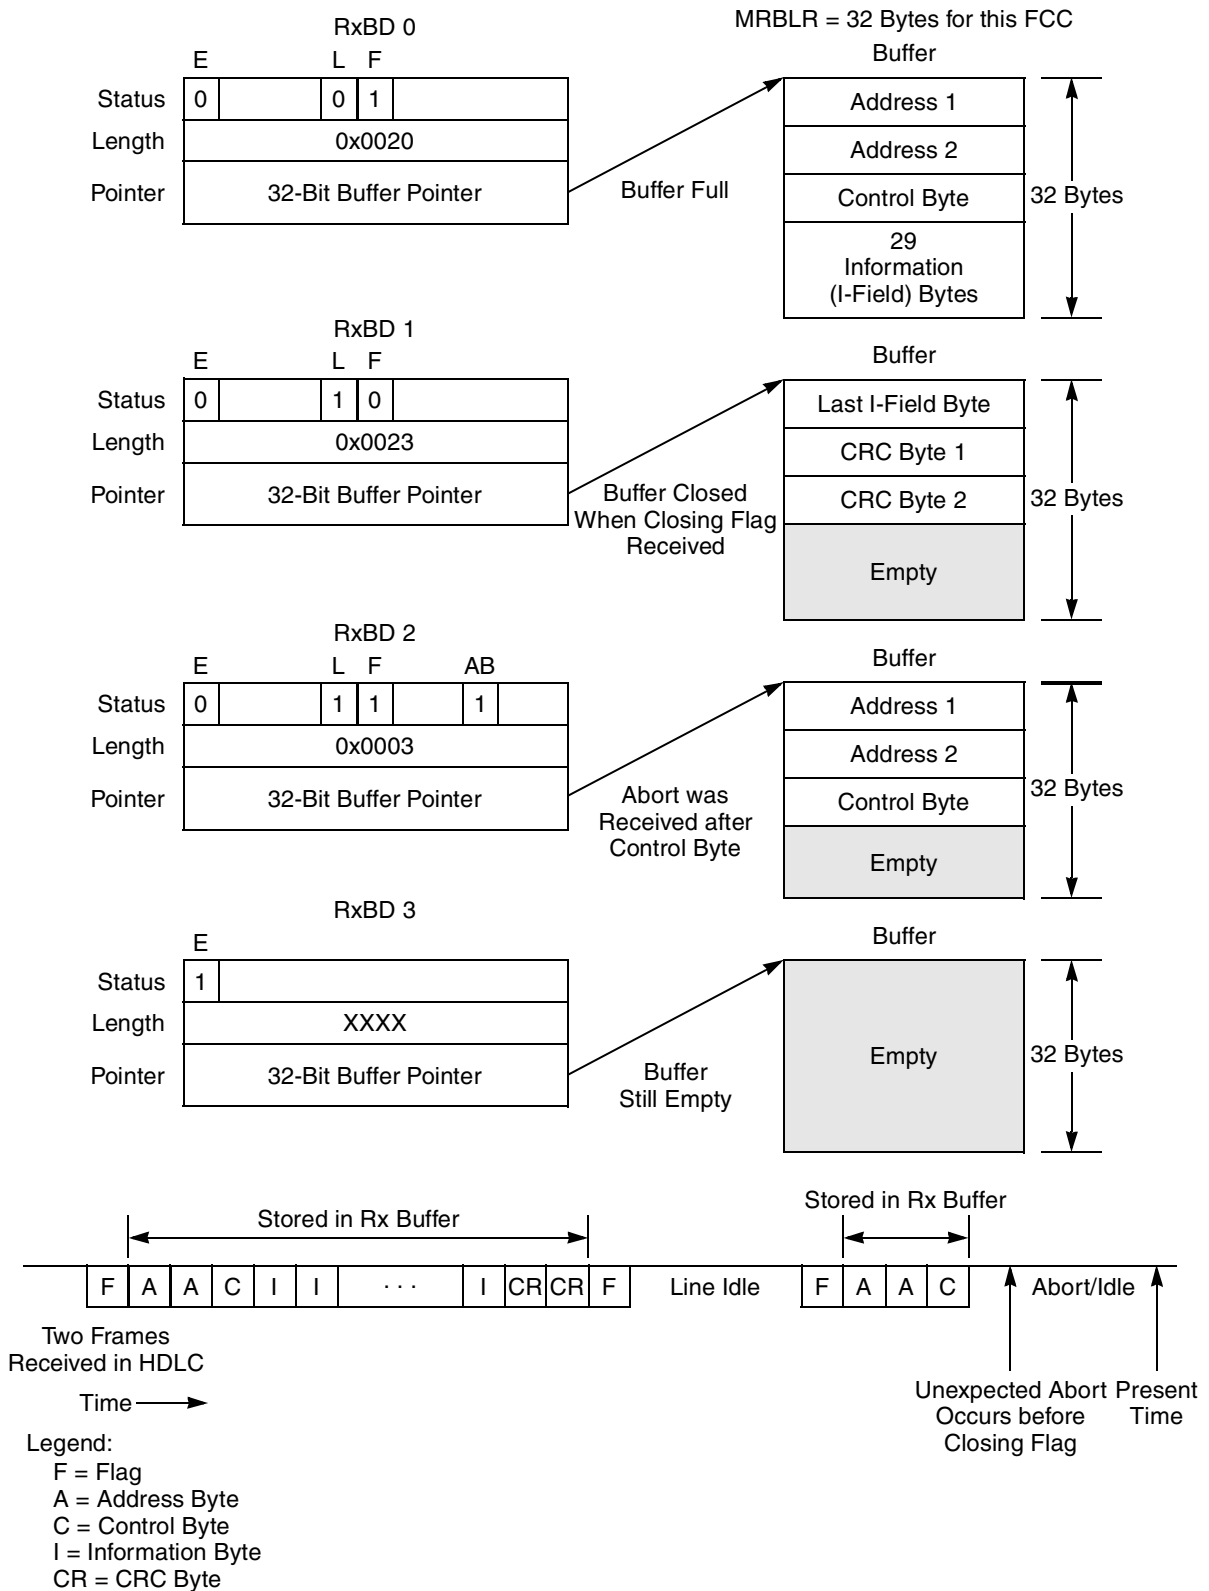 MRBLR = 32 Bytes for this FCC
RxBD 0
Buffer
E L F
Status 0 0 1
Length 0x0020
Pointer 32-Bit Buffer Pointer
Buffer Full
Address 1
Address 2
Control Byte
29
Information
(I-Field) Bytes
32 Bytes
RxBD 1
Buffer
E L F
Status 0 1 0
Length 0x0023
Pointer 32-Bit Buffer Pointer
Buffer Closed
When Closing Flag
Received
Last I-Field Byte
CRC Byte 1
CRC Byte 2
Empty
32 Bytes
RxBD 2
Buffer
E L F AB
Status 0 1 1 1
Length 0x0003
Pointer 32-Bit Buffer Pointer
Abort was
Received after
Control Byte
Address 1
Address 2
Control Byte
Empty
32 Bytes
RxBD 3
Buffer
E
Status 1
Length XXXX
Pointer 32-Bit Buffer Pointer
Buffer
Still Empty
Empty
32 Bytes
Stored in Rx Buffer
Stored in Rx Buffer
F A A C I I · · · I CR CR F Line Idle F A A C Abort/Idle
Two Frames
Received in HDLC
Time
Unexpected Abort
Occurs before
Closing Flag
Present
Time
Legend:
F = Flag
A = Address Byte
C = Control Byte
I = Information Byte
CR = CRC Byte